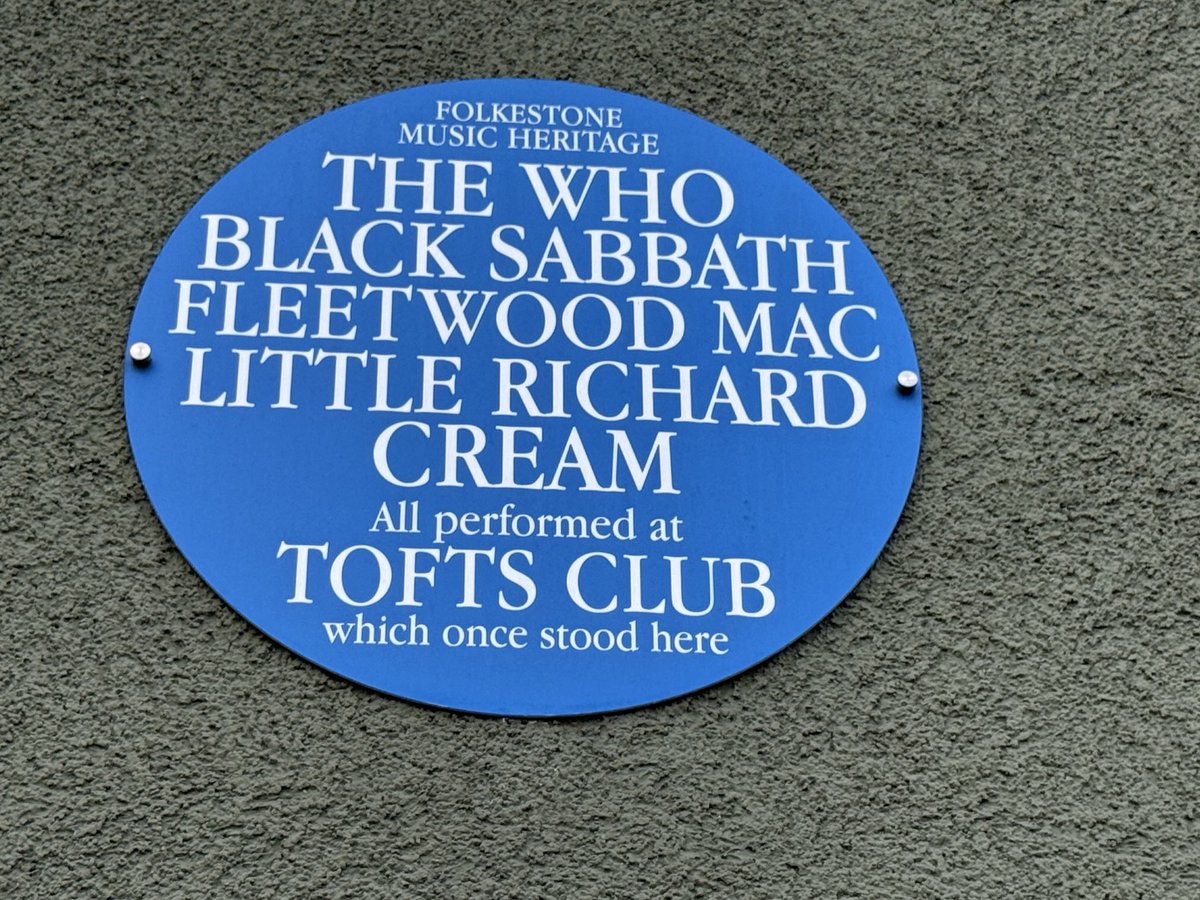 FOLKESTONE
MUSIC HERITAGE
THE WHO
BLACK SABBATH
FLEETWOOD MAC
LITTLE RICHARD
CREAM
All performed at
TOFTS CLUB
which once stood here